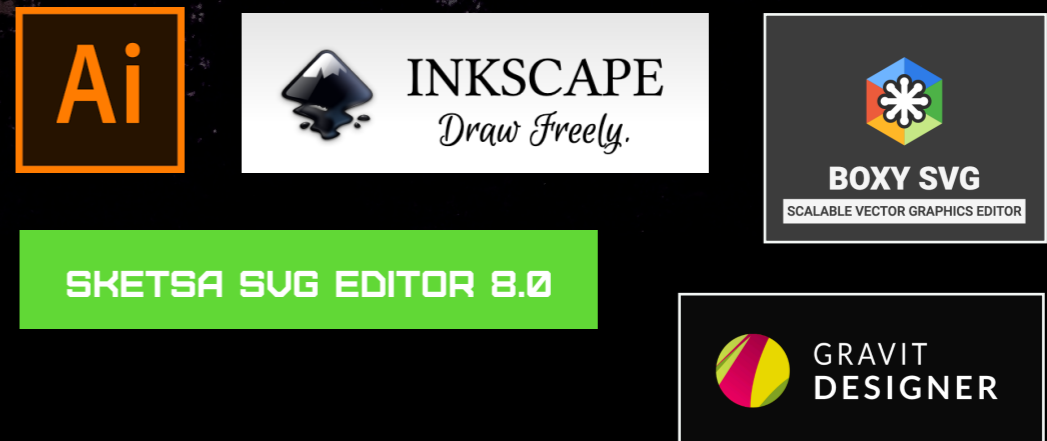 Ai
INKSCAPE
Draw Freely.
BOXY SVG
SCALABLE VECTOR GRAPHICS EDITOR
SKETSA SVG EDITOR 8.0
GRAVIT
DESIGNER